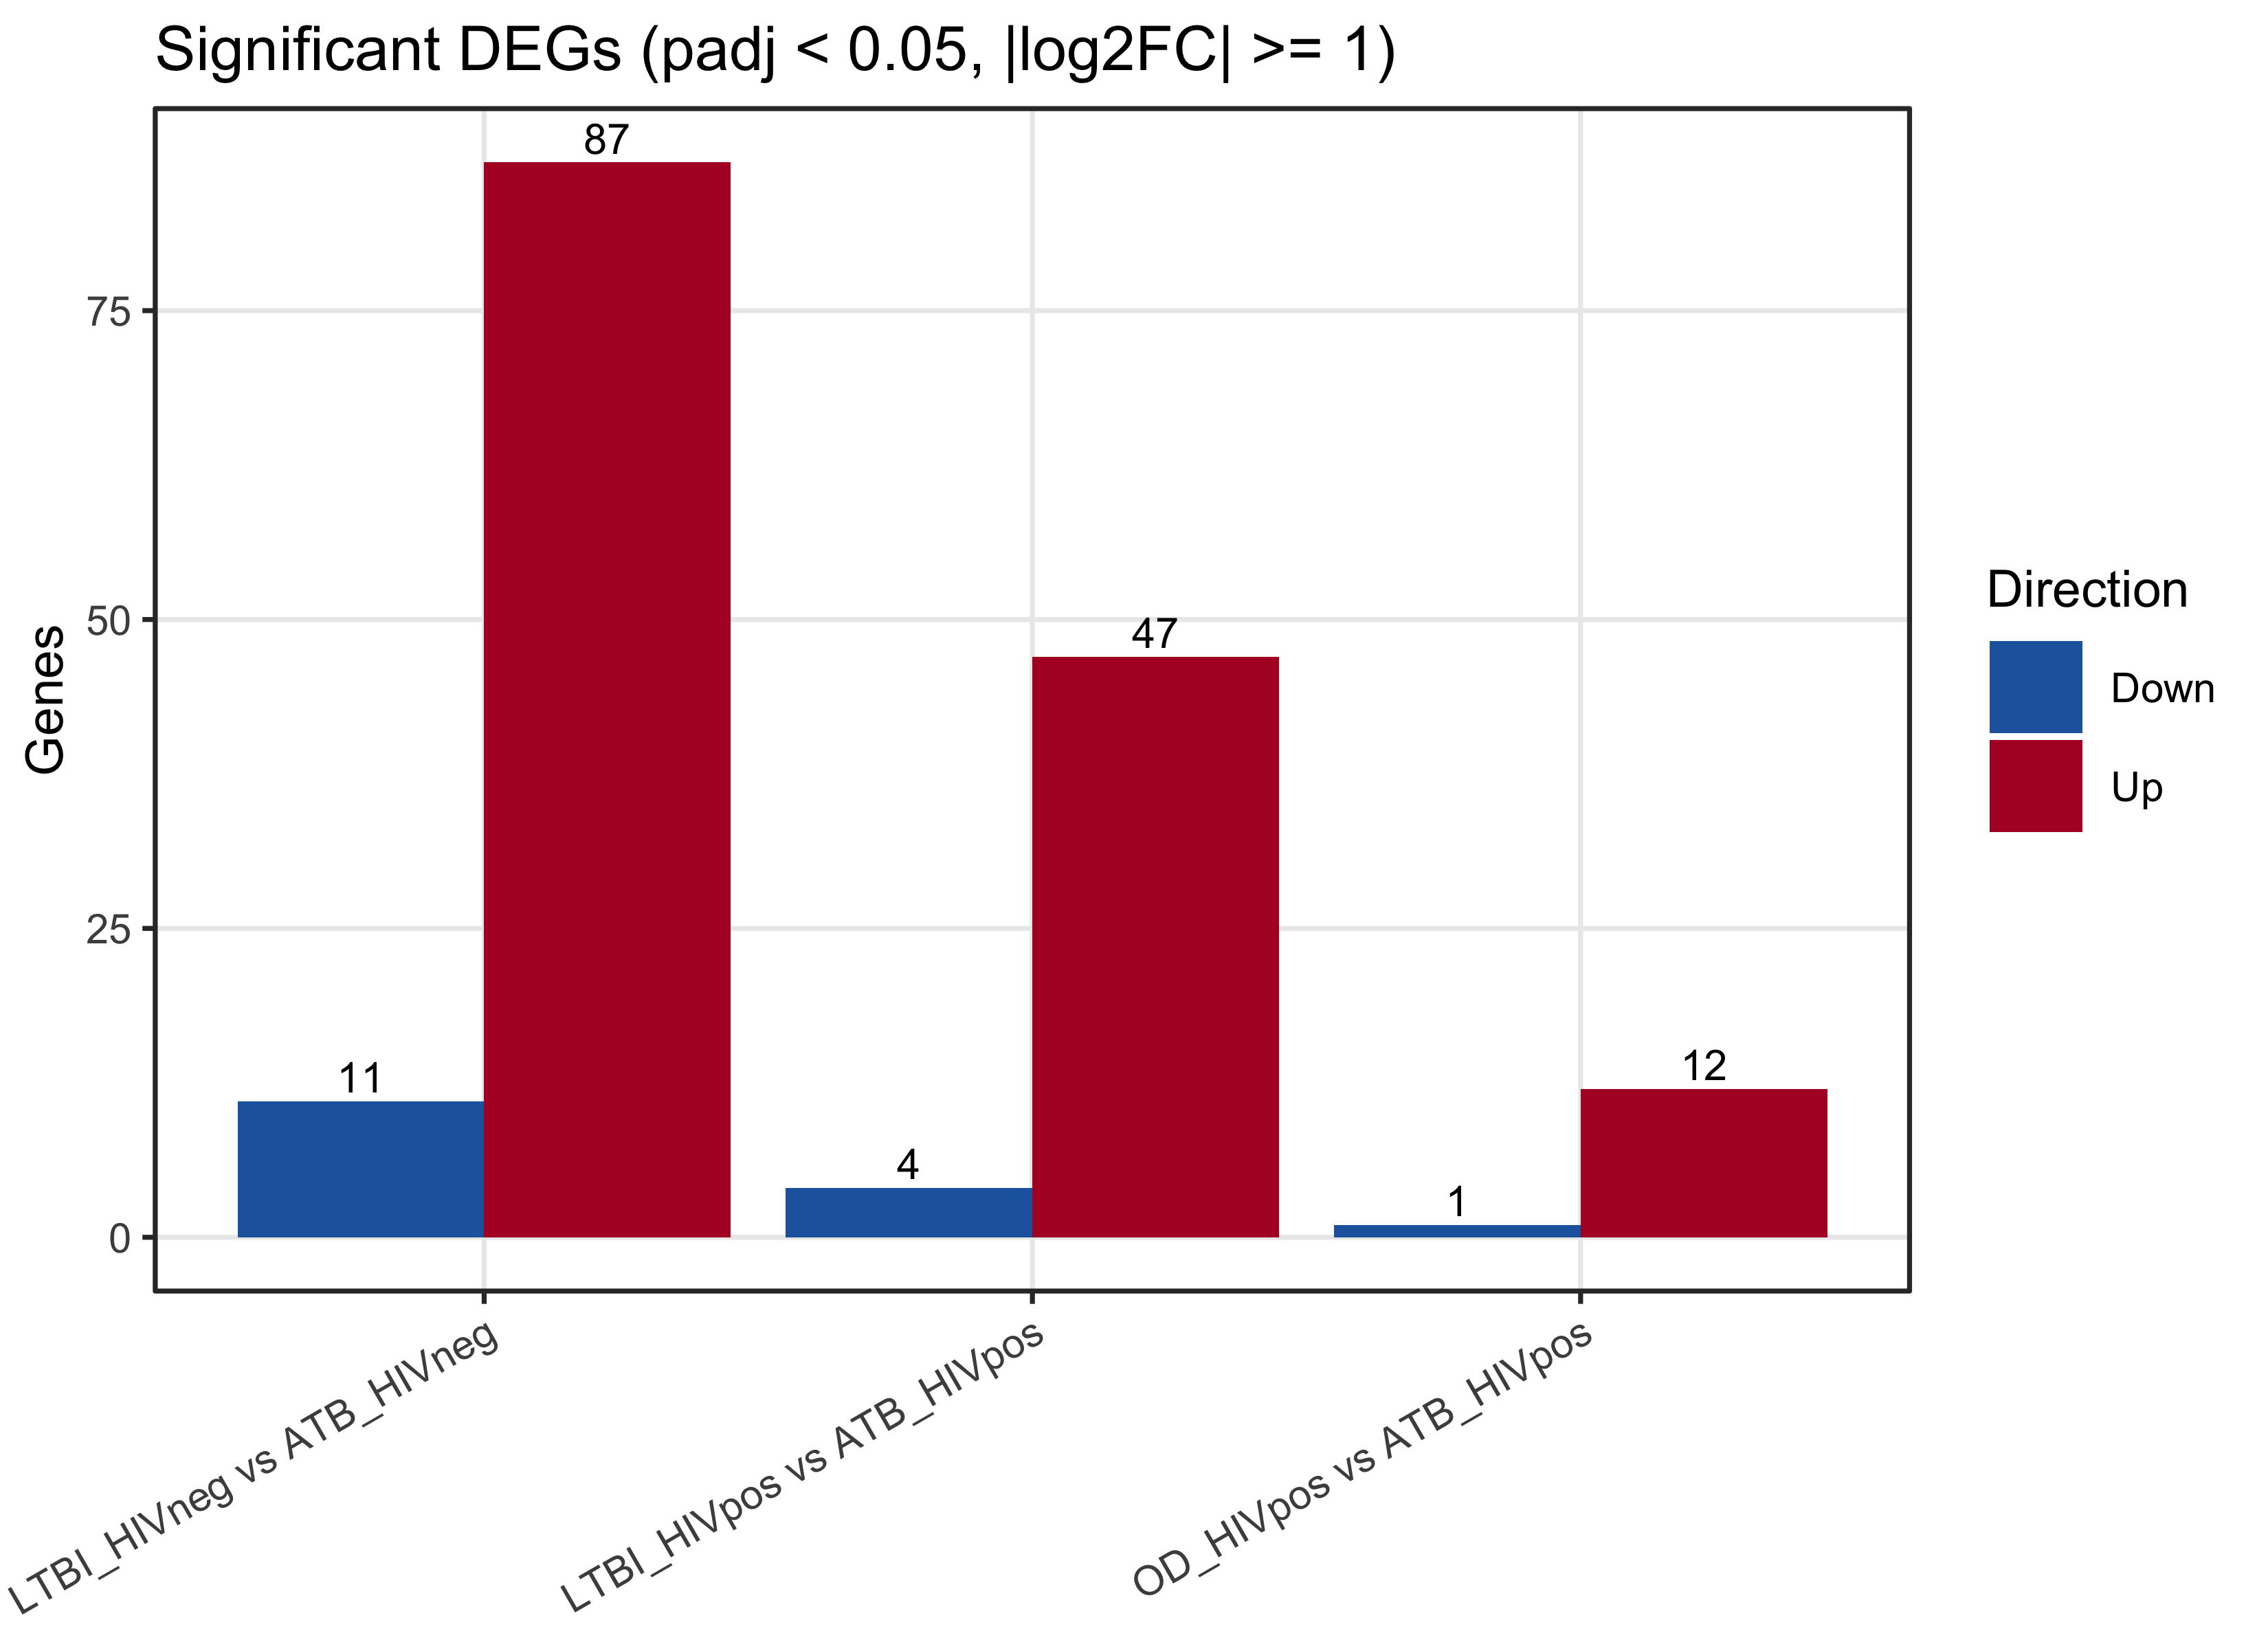 Significant DEGs (padj < 0.05, |log2FC| >= 1)
Genes
75
50
25
0
87
11
47
4
12
1
LTBI_HIVneg vs ATB_HIVneg
LTBI_HIVpos vs ATB_HIVpos
OD_HIVpos vs ATB_HIVpos
Direction
Down
Up